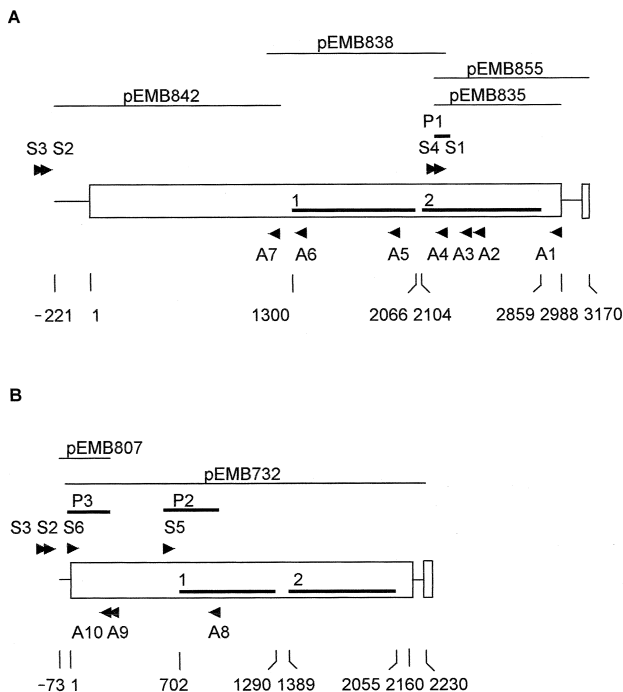 A
pEMB838
pEMB855
pEMB842
pEMB835
P1
S3 S2
S4 S1
1
2
A7 A6 A5 A4 A3 A2 A1
-221 1 1300 2066 2104 2859 2988 3170
B
pEMB807
pEMB732
P3 P2
S3 S2 S6 S5
1 2
A10 A9 A8
-73 1 702 1290 1389 2055 2160 2230